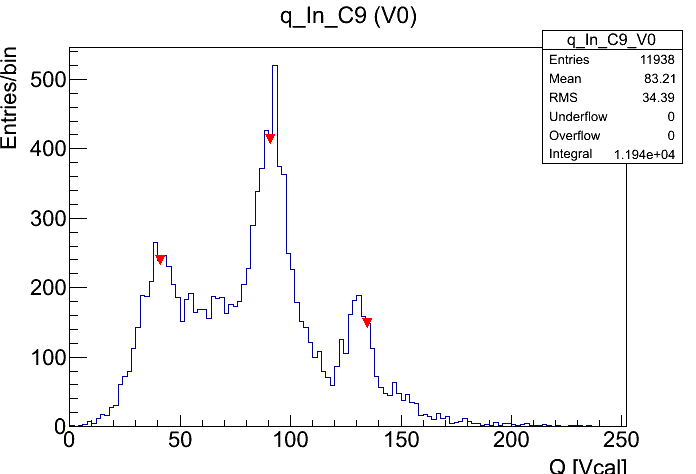 q_In_C9 (V0)
q_In_C9_V0
Entries 11938
Mean 83.21
RMS 34.39
Underflow 0
Overflow 0
Integral 1.194e+04
Entries/bin
500
400
300
200
100
0
0 50 100 150 200 250
Q [Vcal]